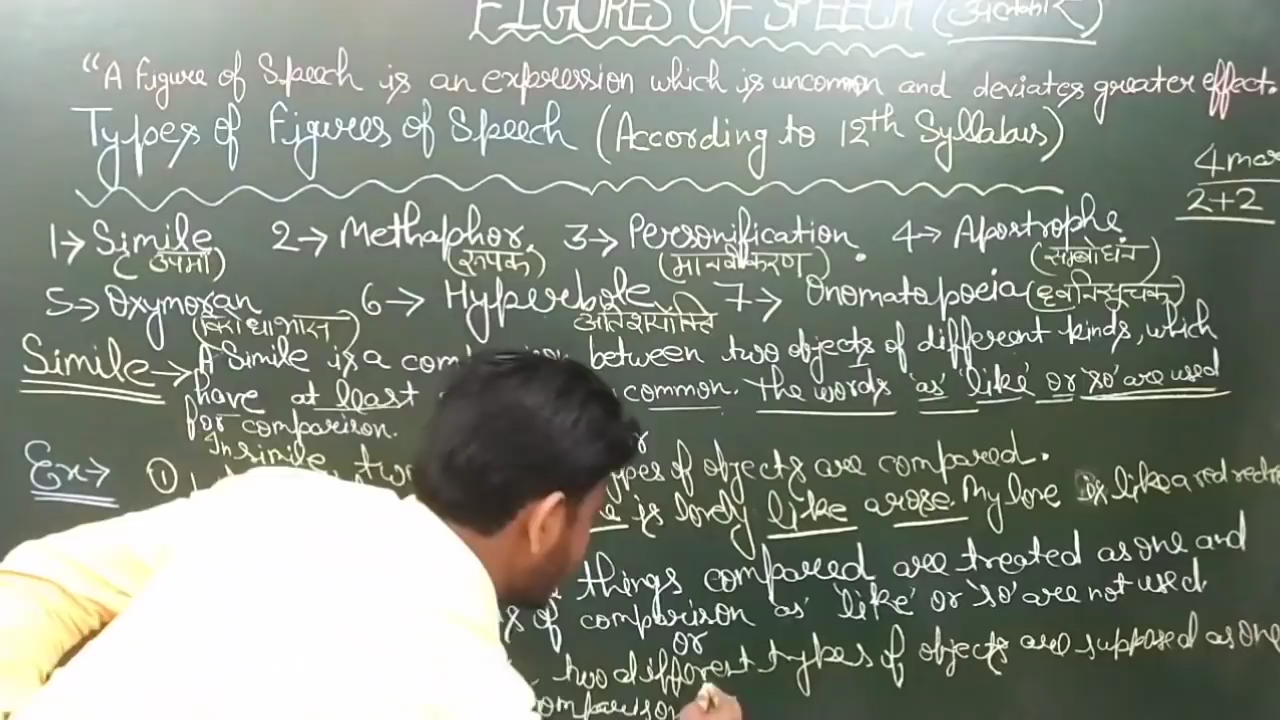 FIGURES OF SPEECH (अलंकार)
"A Figure of Speech is an expression which is uncommon and deviates greater effect.
Types of Figures of Speech (According to 12th Syllabus)
4 mar
2+2
1→ Simile 2→ Methaphor, 3→ Personification. 4→ Apostrophe
(उपमा) (रूपक) (मानवीकरण) (सम्बोधन)
5→ Oxymoran 6→ Hyperbole 7→ Onomatopoeia (ध्वनिसूचक)
(विरोधाभास) अतिशयोक्ति
Simile → A Simile is a com between two objects of different kinds, which
have at least common. The words 'as' 'like' or 'so' are used
for comparison.
In simile two types of objects are compared.
Ex→ ① is lovely like a rose. My love is like a red red
things compared are treated as one and
of comparison as 'like' or 'so' are not used
or
two different types of objects are supposed as one
comparison